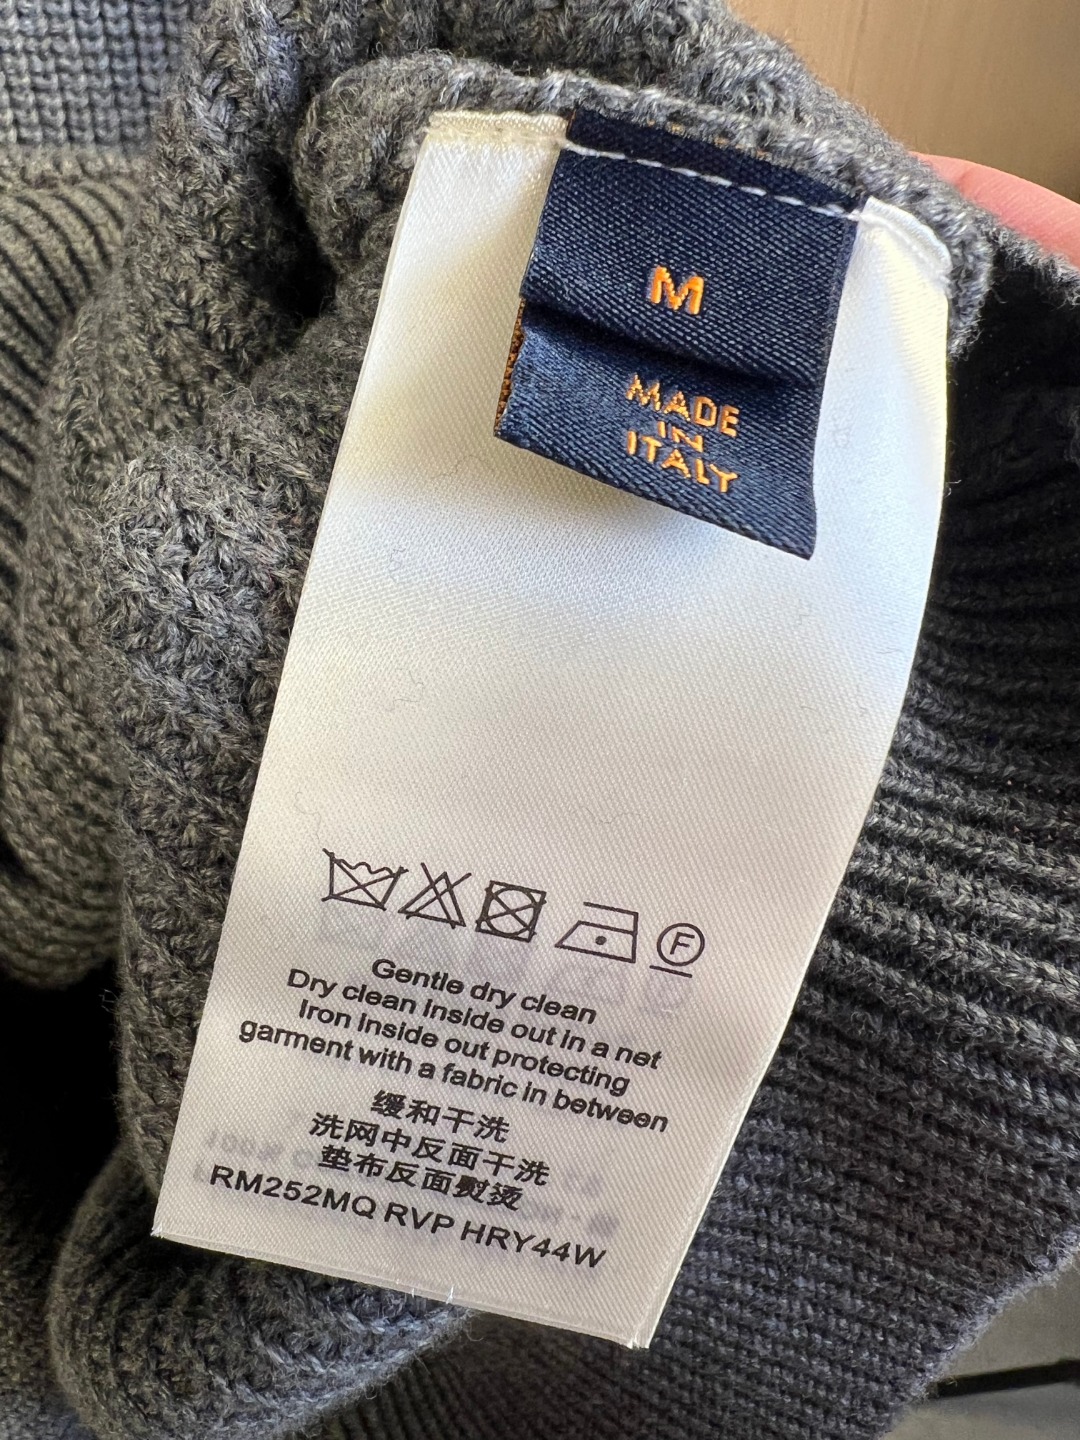 M
MADE
IN
ITALY
F
Gentle dry clean
Dry clean inside out in a net
Iron inside out protecting
garment with a fabric in between
缓和干洗
洗网中反面干洗
垫布反面熨烫
RM252MQ RVP HRY44W